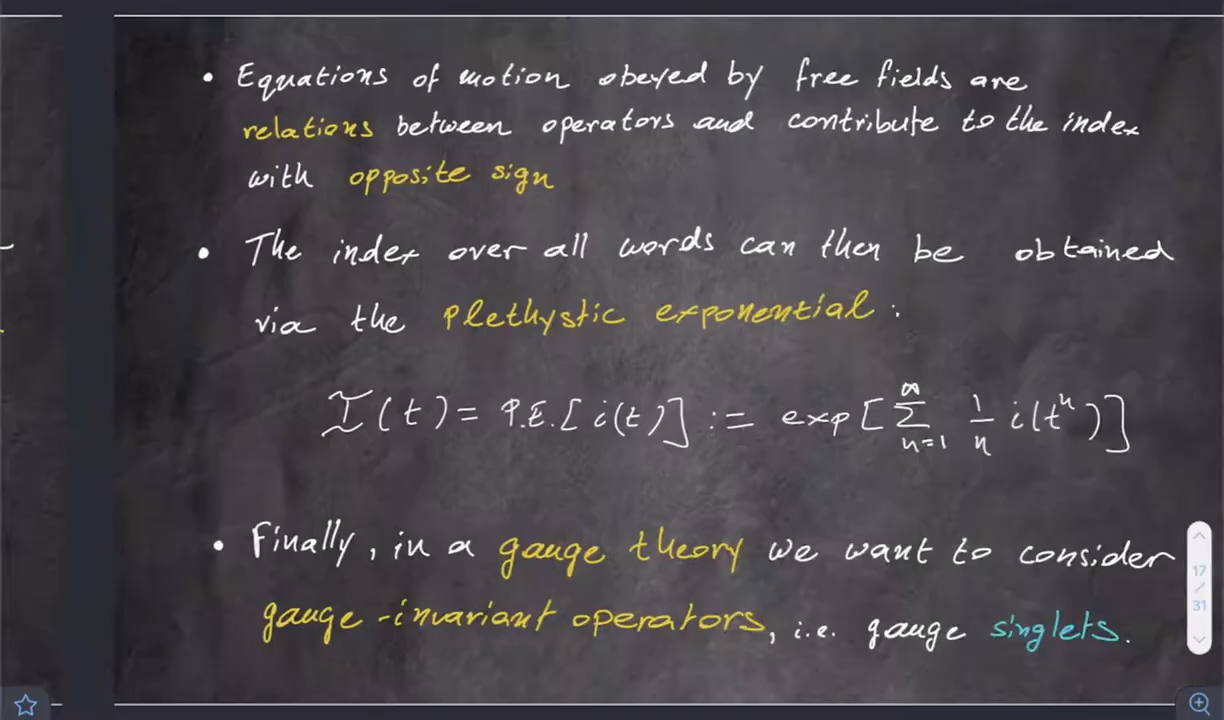 • Equations of motion obeyed by free fields are
relations between operators and contribute to the index
with opposite sign
• The index over all words can then be obtained
via the Plethystic exponential :
I(t) = P.E.[i(t)] := exp[∑_{n=1}^∞ 1/n i(t^n)]
• Finally, in a gauge theory we want to consider
gauge-invariant operators, i.e. gauge singlets.
17
/
31